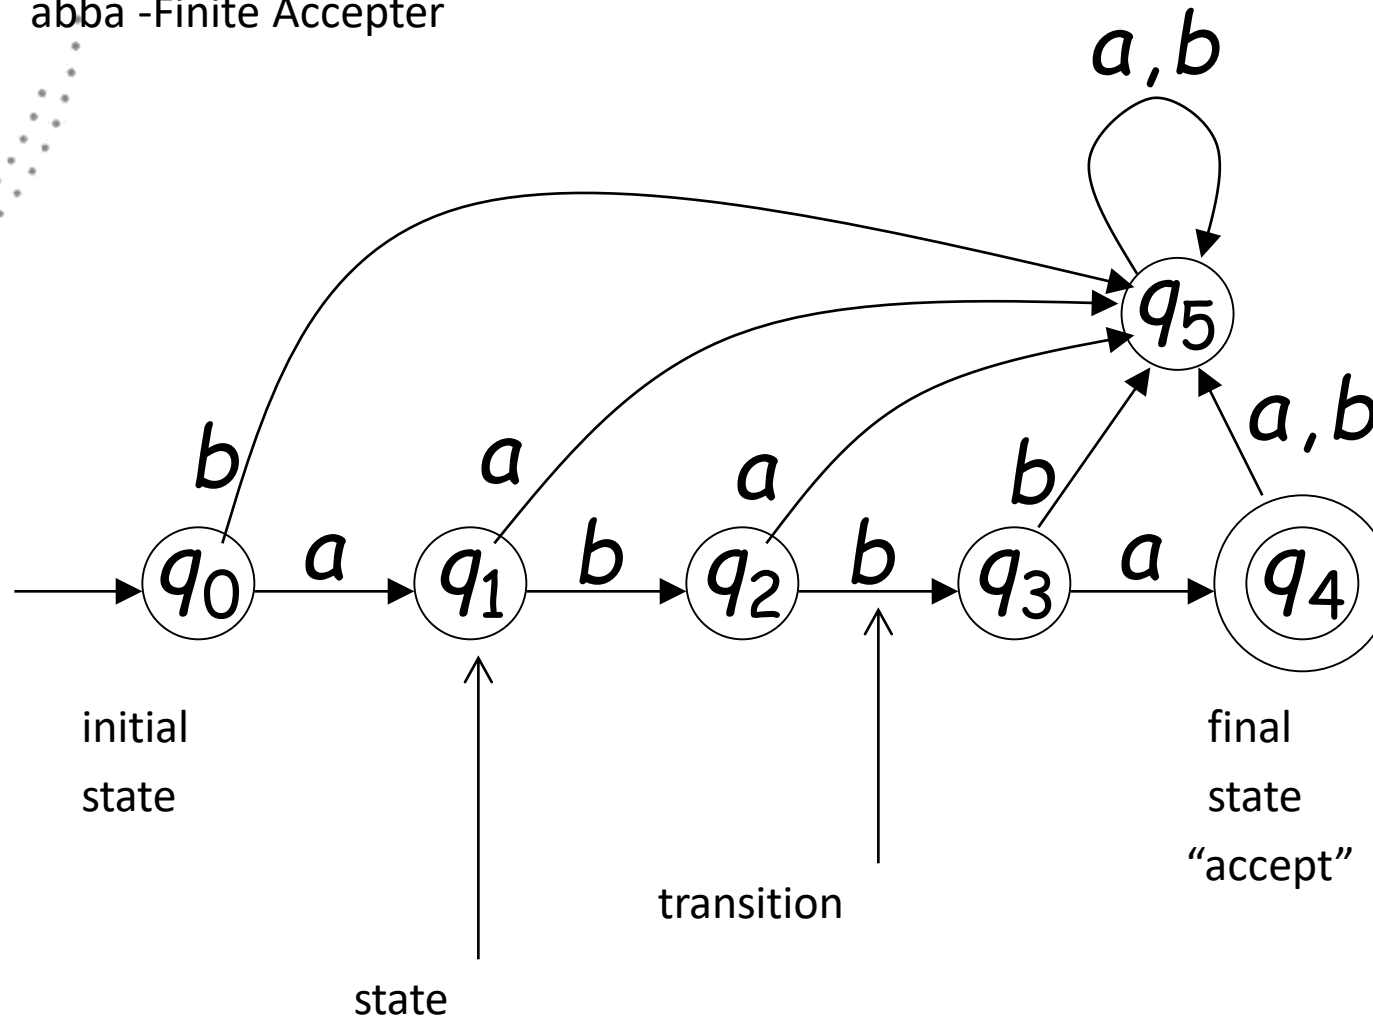 abba -Finite Accepter
a,b
q5
a,b
b
a
a
b
q0
a
q1
b
q2
b
q3
a
q4
initial
state
final
state
“accept”
transition
state